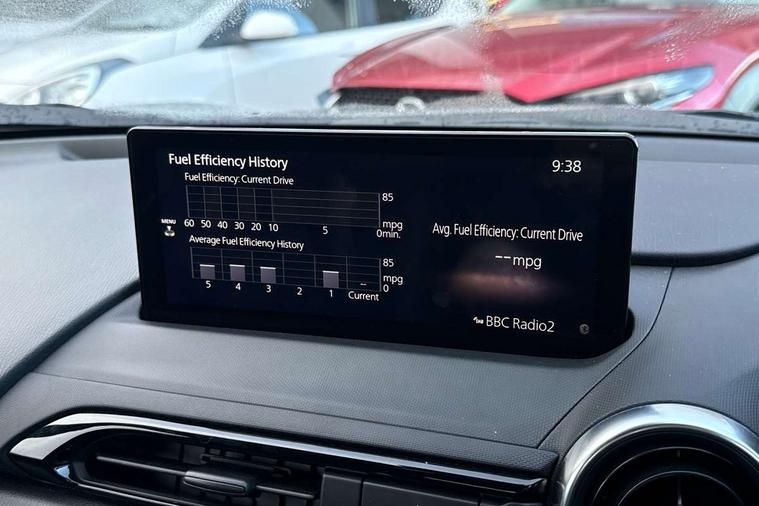 Fuel Efficiency History
9:38
Fuel Efficiency: Current Drive
85
mpg
60 50 40 30 20 10 5 0min.
MENU
Avg. Fuel Efficiency: Current Drive
--mpg
Average Fuel Efficiency History
85
mpg
0
--
5 4 3 2 1 Current
BBC Radio2